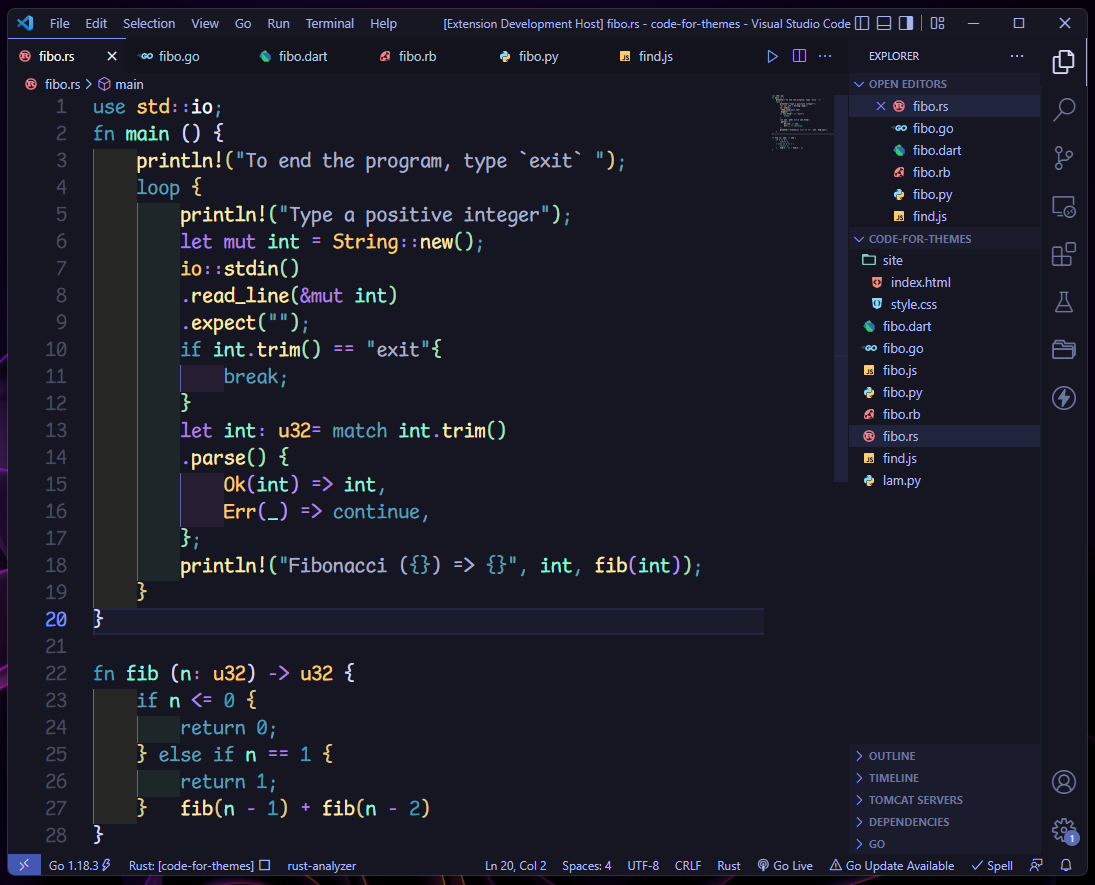 File Edit Selection View Go Run Terminal Help [Extension Development Host] fibo.rs - code-for-themes - Visual Studio Code
fibo.rs fibo.go fibo.dart fibo.rb fibo.py find.js
fibo.rs > main
1 use std::io;
2 fn main () {
3 println!("To end the program, type `exit` ");
4 loop {
5 println!("Type a positive integer");
6 let mut int = String::new();
7 io::stdin()
8 .read_line(&mut int)
9 .expect("");
10 if int.trim() == "exit"{
11 break;
12 }
13 let int: u32= match int.trim()
14 .parse() {
15 Ok(int) => int,
16 Err(_) => continue,
17 };
18 println!("Fibonacci ({}) => {}", int, fib(int));
19 }
20 }
21
22 fn fib (n: u32) -> u32 {
23 if n <= 0 {
24 return 0;
25 } else if n == 1 {
26 return 1;
27 } fib(n - 1) + fib(n - 2)
28 }
EXPLORER
OPEN EDITORS
fibo.rs
fibo.go
fibo.dart
fibo.rb
fibo.py
find.js
CODE-FOR-THEMES
site
index.html
style.css
fibo.dart
fibo.go
fibo.js
fibo.py
fibo.rb
fibo.rs
find.js
lam.py
OUTLINE
TIMELINE
TOMCAT SERVERS
DEPENDENCIES
GO
1
Go 1.18.3 Rust: [code-for-themes] rust-analyzer Ln 20, Col 2 Spaces: 4 UTF-8 CRLF Rust Go Live Go Update Available Spell